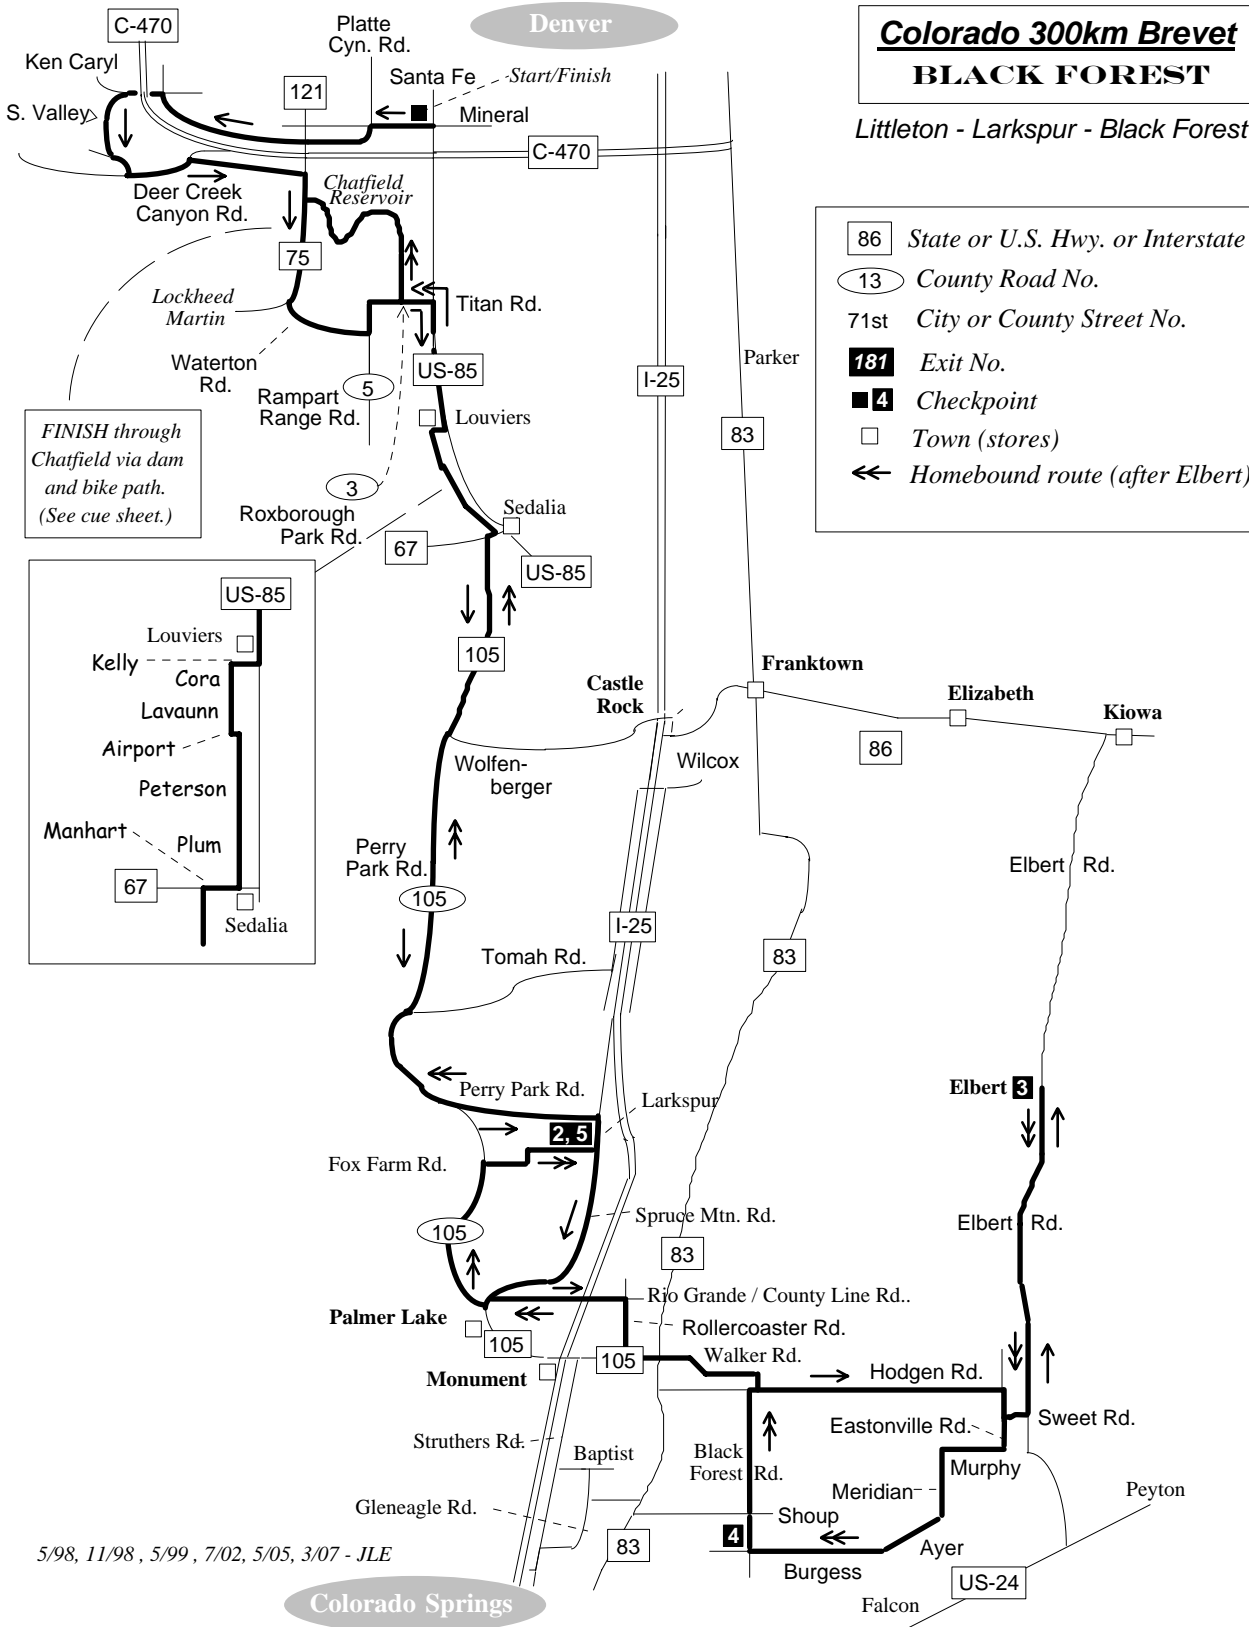 Colorado 300km Brevet
BLACK FOREST
Littleton - Larkspur - Black Forest
Denver
C-470
Platte
Cyn. Rd.
Ken Caryl
Santa Fe
Start/Finish
121
S. Valley
Mineral
C-470
Deer Creek
Canyon Rd.
Chatfield
Reservoir
75
Lockheed
Martin
Titan Rd.
Waterton
Rd.
US-85
5
Rampart
Range Rd.
Louviers
I-25
Parker
83
86 State or U.S. Hwy. or Interstate
13 County Road No.
71st City or County Street No.
181 Exit No.
4 Checkpoint
Town (stores)
Homebound route (after Elbert)
FINISH through
Chatfield via dam
and bike path.
(See cue sheet.)
3
Roxborough
Park Rd.
Sedalia
67
US-85
US-85
Louviers
Kelly
Cora
Lavaunn
Airport
Peterson
Manhart
Plum
67
Sedalia
105
Castle
Rock
Franktown
Elizabeth
Kiowa
86
Wolfen-
berger
Wilcox
Perry
Park Rd.
105
Elbert Rd.
I-25
83
Tomah Rd.
Perry Park Rd.
Larkspur
Elbert 3
2, 5
Fox Farm Rd.
Spruce Mtn. Rd.
Elbert Rd.
105
83
Rio Grande / County Line Rd..
Palmer Lake
Rollercoaster Rd.
105
105
Walker Rd.
Monument
Hodgen Rd.
Sweet Rd.
Eastonville Rd.
Struthers Rd.
Baptist
Black
Forest Rd.
Murphy
Meridian
Peyton
Gleneagle Rd.
Shoup
4
83
Ayer
Burgess
US-24
Falcon
5/98, 11/98 , 5/99 , 7/02, 5/05, 3/07 - JLE
Colorado Springs